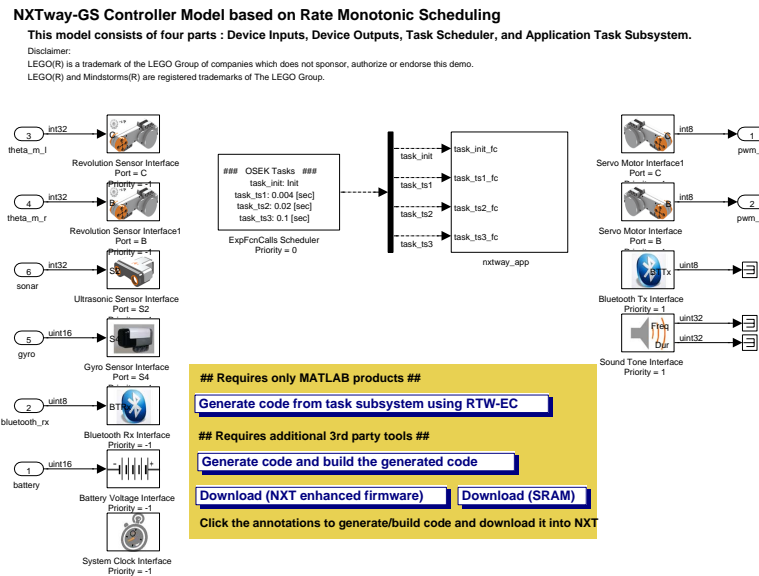 NXTway-GS Controller Model based on Rate Monotonic Scheduling
This model consists of four parts : Device Inputs, Device Outputs, Task Scheduler, and Application Task Subsystem.
Disclaimer:
LEGO(R) is a trademark of the LEGO Group of companies which does not sponsor, authorize or endorse this demo.
LEGO(R) and Mindstorms(R) are registered trademarks of The LEGO Group.
3
int32
C
theta_m_l
Revolution Sensor Interface
Port = C
Priority = -1
4
int32
B
theta_m_r
Revolution Sensor Interface1
Port = B
Priority = -1
6
int32
S2
sonar
Ultrasonic Sensor Interface
Port = S2
5
uint16
S4
gyro
Gyro Sensor Interface
Port = S4
2
uint8
bluetooth_rx
Bluetooth Rx Interface
Priority = -1
1
uint16
battery
Battery Voltage Interface
Priority = -1
System Clock Interface
Priority = -1
### OSEK Tasks ###
task_init: Init
task_ts1: 0.004 [sec]
task_ts2: 0.02 [sec]
task_ts3: 0.1 [sec]
ExpFcnCalls Scheduler
Priority = 0
task_init
task_ts1
task_ts2
task_ts3
task_init_fc
task_ts1_fc
task_ts2_fc
task_ts3_fc
nxtway_app
C
int8
1
pwm_
Servo Motor Interface1
Port = C
B
int8
2
pwm_
Servo Motor Interface
Port = B
BTTx
uint8
Bluetooth Tx Interface
Priority = 1
Freq
uint32
Dur
uint32
Sound Tone Interface
Priority = 1
## Requires only MATLAB products ##
Generate code from task subsystem using RTW-EC
## Requires additional 3rd party tools ##
Generate code and build the generated code
Download (NXT enhanced firmware)
Download (SRAM)
Click the annotations to generate/build code and download it into NXT